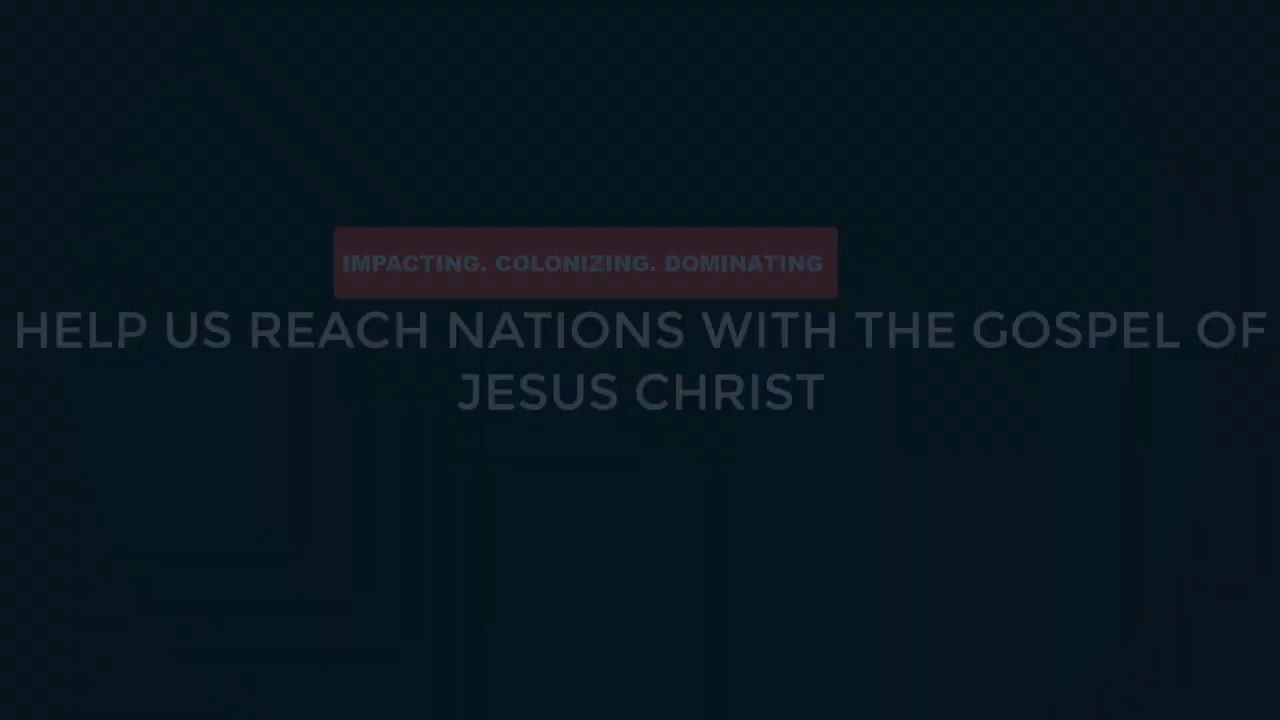 IMPACTING. COLONIZING. DOMINATING
HELP US REACH NATIONS WITH THE GOSPEL OF
JESUS CHRIST